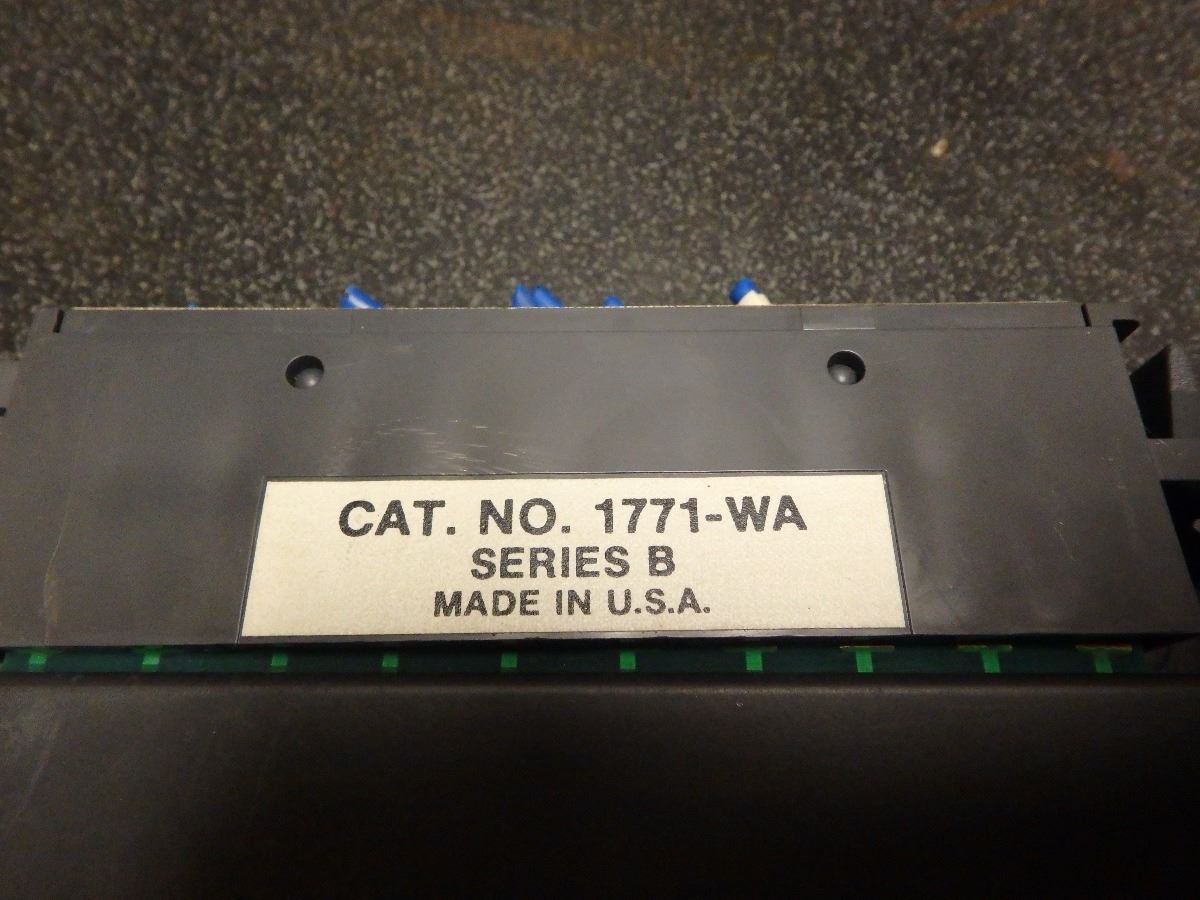 CAT. NO. 1771-WA
SERIES B
MADE IN U.S.A.